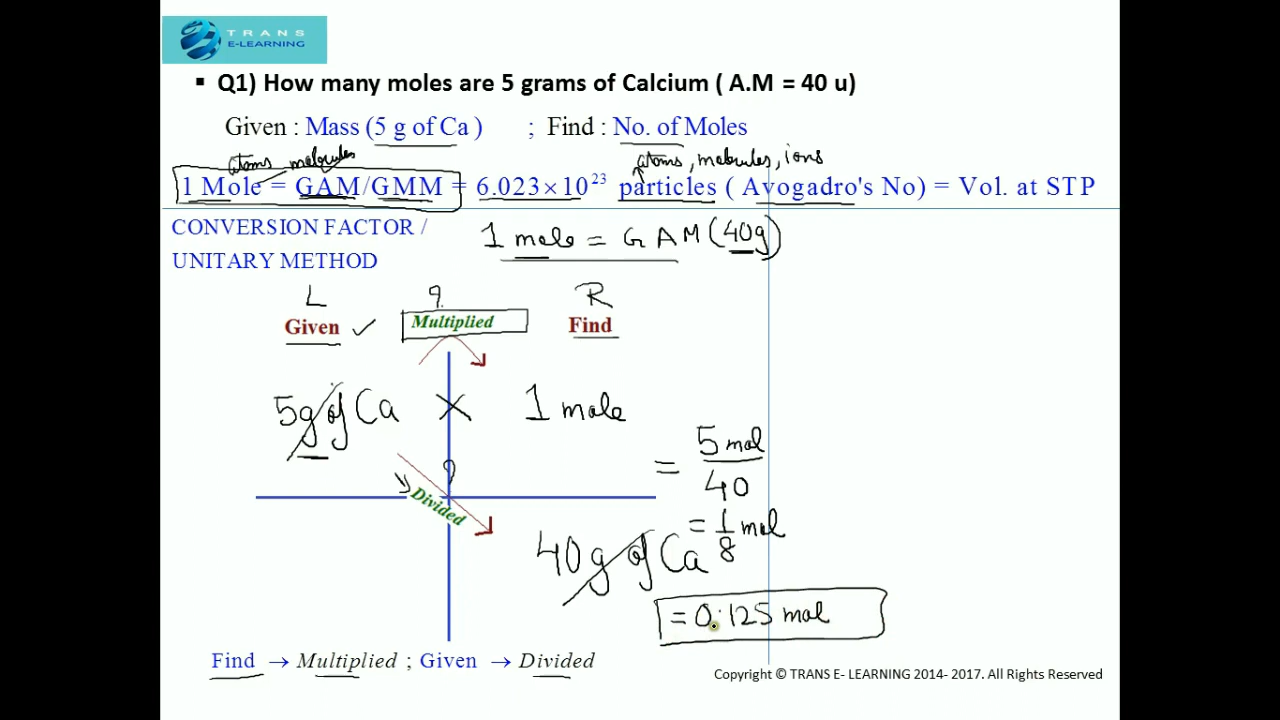 TRANS
E-LEARNING
▪ Q1) How many moles are 5 grams of Calcium ( A.M = 40 u)
Given : Mass (5 g of Ca ) ; Find : No. of Moles
atoms molecules atoms, molecules, ions
1 Mole = GAM/GMM = 6.023×10²³ particles ( Avogadro's No) = Vol. at STP
CONVERSION FACTOR /
UNITARY METHOD
1 mole = GAM (40g)
L ? R
Given ✓ Multiplied Find
5g of Ca × 1 mole
= 5 mol / 40
?
Divided
= 1/8 mol
40g of Ca
= 0.125 mol
Find → Multiplied ; Given → Divided
Copyright © TRANS E- LEARNING 2014- 2017. All Rights Reserved